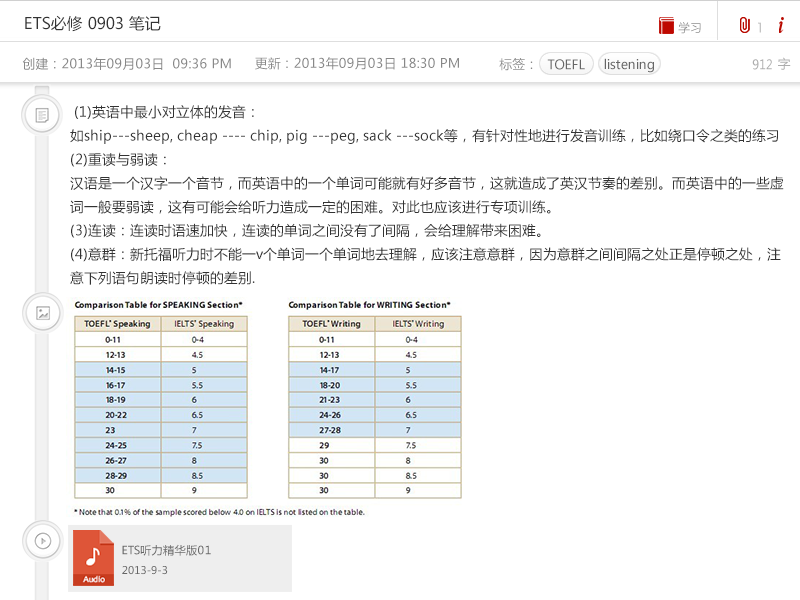 ETS必修 0903 笔记
学习
1
i
创建：2013年09月03日 09:36 PM
更新：2013年09月03日 18:30 PM
标签：
TOEFL
listening
912 字
(1)英语中最小对立体的发音：
如ship---sheep, cheap ---- chip, pig ---peg, sack ---sock等，有针对性地进行发音训练，比如绕口令之类的练习
(2)重读与弱读：
汉语是一个汉字一个音节，而英语中的一个单词可能就有好多音节，这就造成了英汉节奏的差别。而英语中的一些虚
词一般要弱读，这有可能会给听力造成一定的困难。对此也应该进行专项训练。
(3)连读：连读时语速加快，连读的单词之间没有了间隔，会给理解带来困难。
(4)意群：新托福听力时不能一v个单词一个单词地去理解，应该注意意群，因为意群之间间隔之处正是停顿之处，注
意下列语句朗读时停顿的差别.
Comparison Table for SPEAKING Section*
TOEFL® Speaking IELTS® Speaking
0-11 0-4
12-13 4.5
14-15 5
16-17 5.5
18-19 6
20-22 6.5
23 7
24-25 7.5
26-27 8
28-29 8.5
30 9
Comparison Table for WRITING Section*
TOEFL® Writing IELTS® Writing
0-11 0-4
12-13 4.5
14-17 5
18-20 5.5
21-23 6
24-26 6.5
27-28 7
29 7.5
30 8
30 8.5
30 9
* Note that 0.1% of the sample scored below 4.0 on IELTS is not listed on the table.
Audio
ETS听力精华版01
2013-9-3